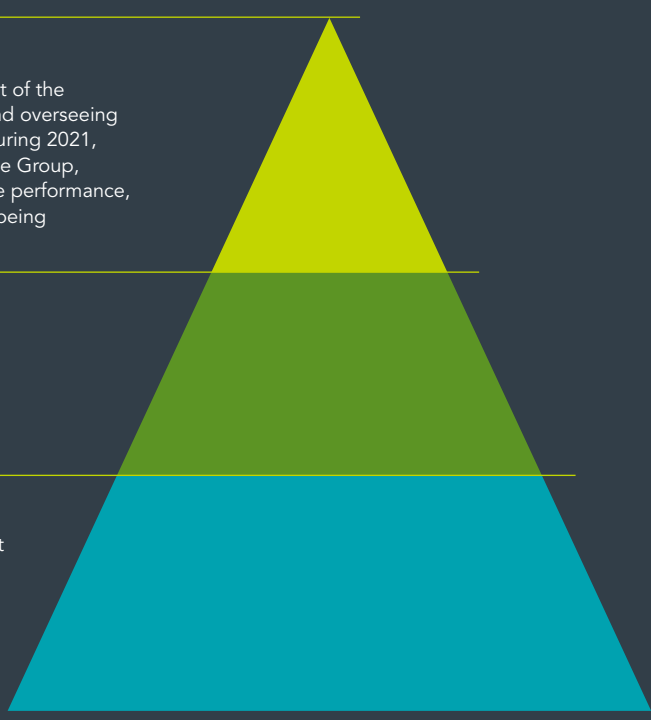 t of the
nd overseeing
uring 2021,
e Group,
e performance,
being
t